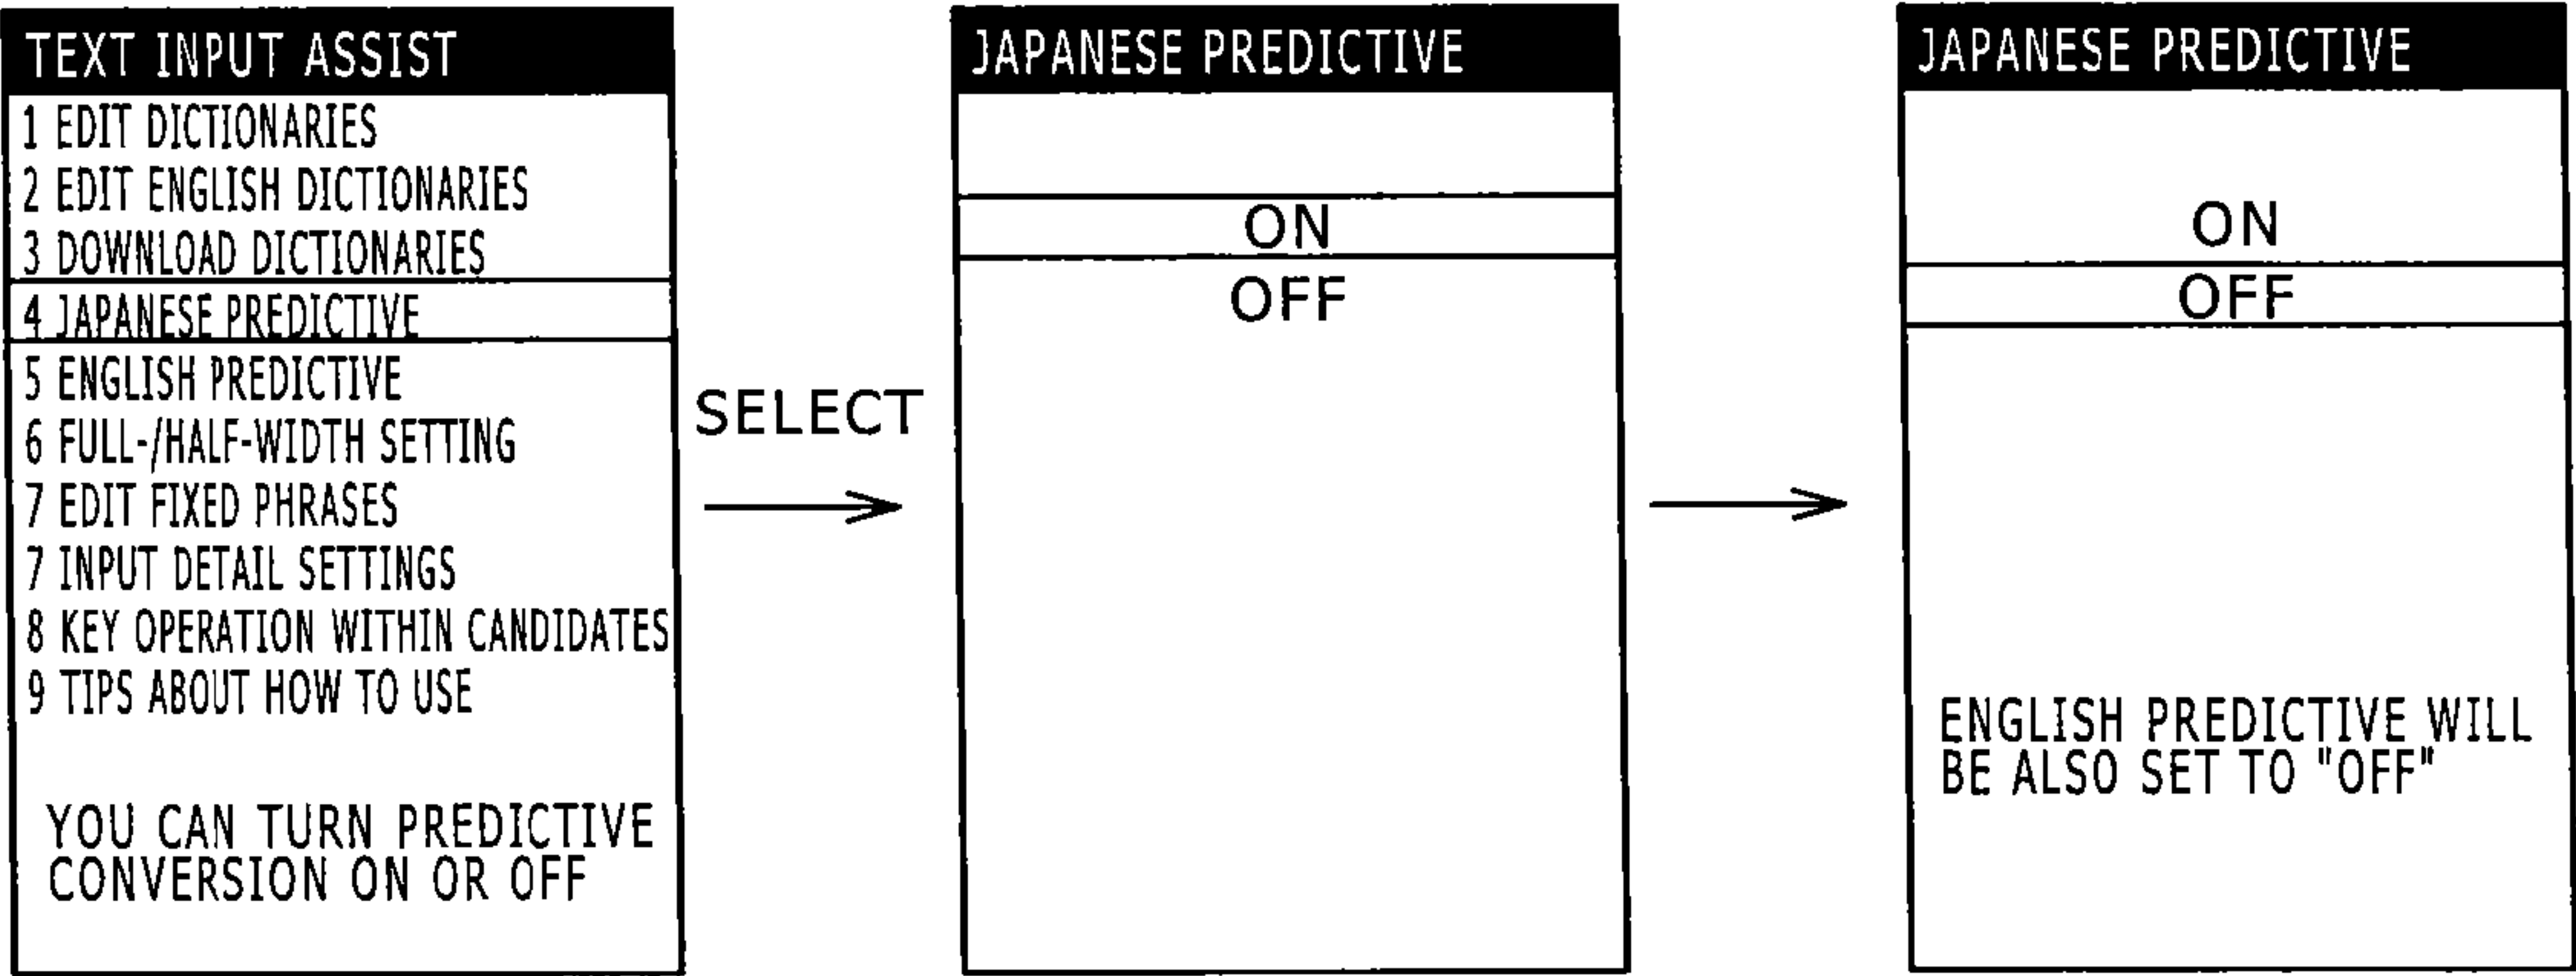 TEXT INPUT ASSIST
1 EDIT DICTIONARIES
2 EDIT ENGLISH DICTIONARIES
3 DOWNLOAD DICTIONARIES
4 JAPANESE PREDICTIVE
5 ENGLISH PREDICTIVE
6 FULL-/HALF-WIDTH SETTING
7 EDIT FIXED PHRASES
7 INPUT DETAIL SETTINGS
8 KEY OPERATION WITHIN CANDIDATES
9 TIPS ABOUT HOW TO USE
YOU CAN TURN PREDICTIVE
CONVERSION ON OR OFF
SELECT
JAPANESE PREDICTIVE
ON
OFF
JAPANESE PREDICTIVE
ON
OFF
ENGLISH PREDICTIVE WILL
BE ALSO SET TO "OFF"